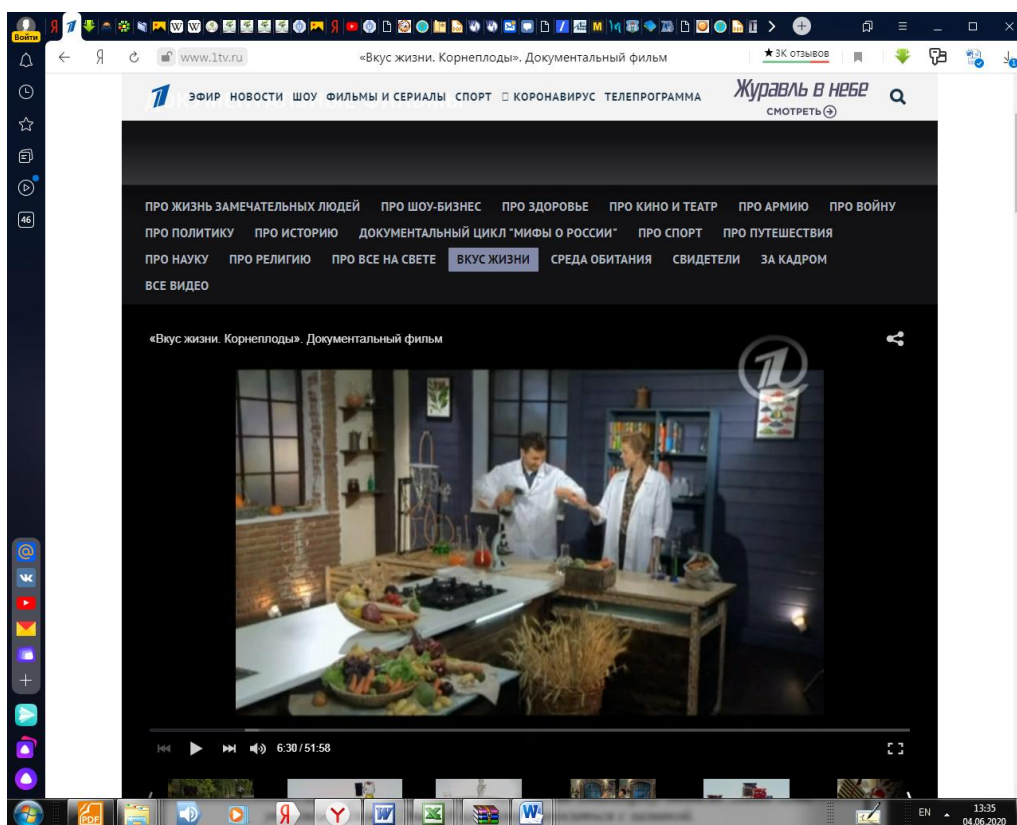 Войти
www.1tv.ru
«Вкус жизни. Корнеплоды». Документальный фильм
★ 3К отзывов
ЭФИР НОВОСТИ ШОУ ФИЛЬМЫ И СЕРИАЛЫ СПОРТ КОРОНАВИРУС ТЕЛЕПРОГРАММА
Журавль в небе
СМОТРЕТЬ
ПРО ЖИЗНЬ ЗАМЕЧАТЕЛЬНЫХ ЛЮДЕЙ ПРО ШОУ-БИЗНЕС ПРО ЗДОРОВЬЕ ПРО КИНО И ТЕАТР ПРО АРМИЮ ПРО ВОЙНУ
ПРО ПОЛИТИКУ ПРО ИСТОРИЮ ДОКУМЕНТАЛЬНЫЙ ЦИКЛ "МИФЫ О РОССИИ" ПРО СПОРТ ПРО ПУТЕШЕСТВИЯ
ПРО НАУКУ ПРО РЕЛИГИЮ ПРО ВСЕ НА СВЕТЕ ВКУС ЖИЗНИ СРЕДА ОБИТАНИЯ СВИДЕТЕЛИ ЗА КАДРОМ
ВСЕ ВИДЕО
46
«Вкус жизни. Корнеплоды». Документальный фильм
6:30 / 51:58
PDF
EN
13:35
04.06.2020